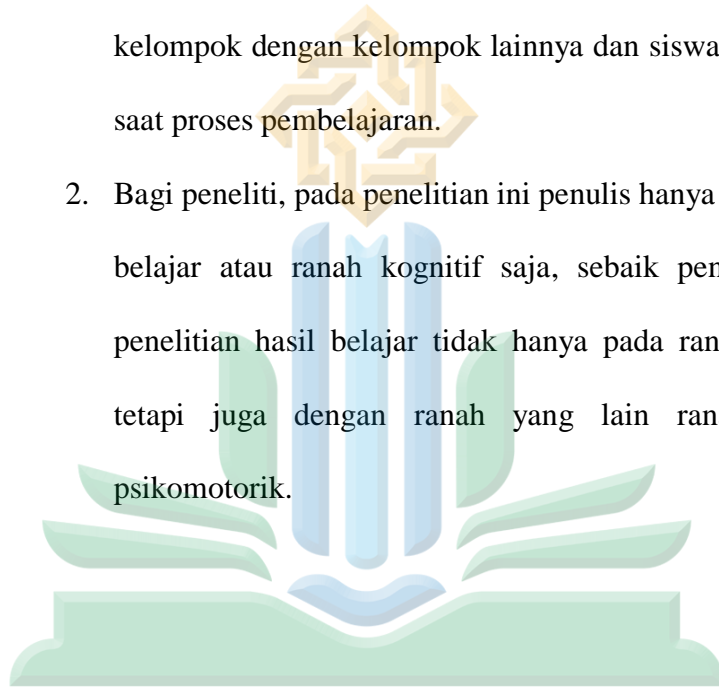 kelompok dengan kelompok lainnya dan siswa
saat proses pembelajaran.
2. Bagi peneliti, pada penelitian ini penulis hanya
belajar atau ranah kognitif saja, sebaik pen
penelitian hasil belajar tidak hanya pada ran
tetapi juga dengan ranah yang lain ran
psikomotorik.